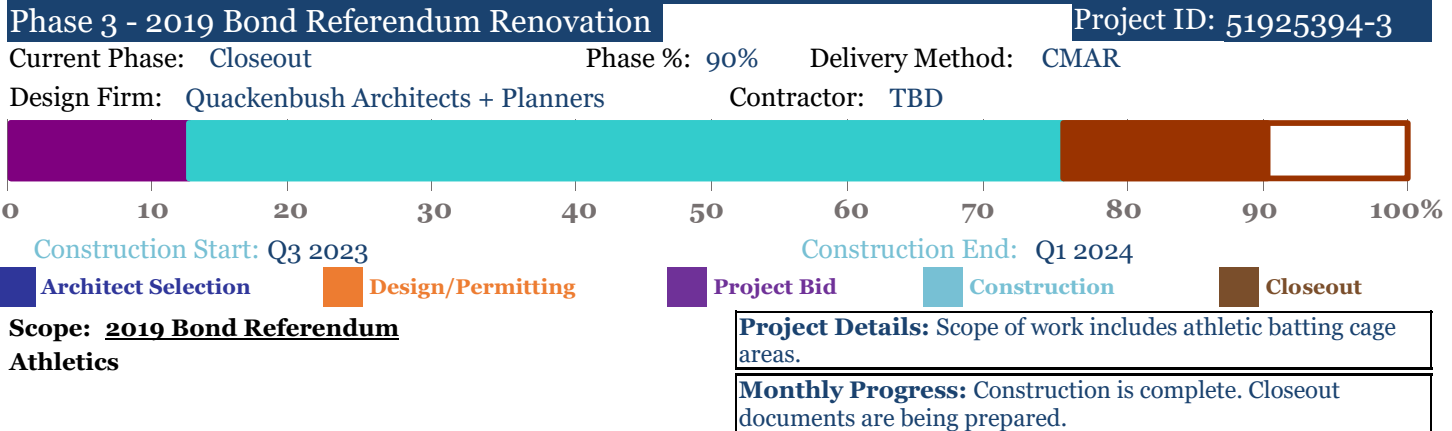 Phase 3 - 2019 Bond Referendum Renovation Project ID: 51925394-3
Current Phase: Closeout Phase %: 90% Delivery Method: CMAR
Design Firm: Quackenbush Architects + Planners Contractor: TBD
0 10 20 30 40 50 60 70 80 90 100%
Construction Start: Q3 2023 Construction End: Q1 2024
Architect Selection Design/Permitting Project Bid Construction Closeout
Scope: 2019 Bond Referendum
Athletics
Project Details: Scope of work includes athletic batting cage
areas.
Monthly Progress: Construction is complete. Closeout
documents are being prepared.